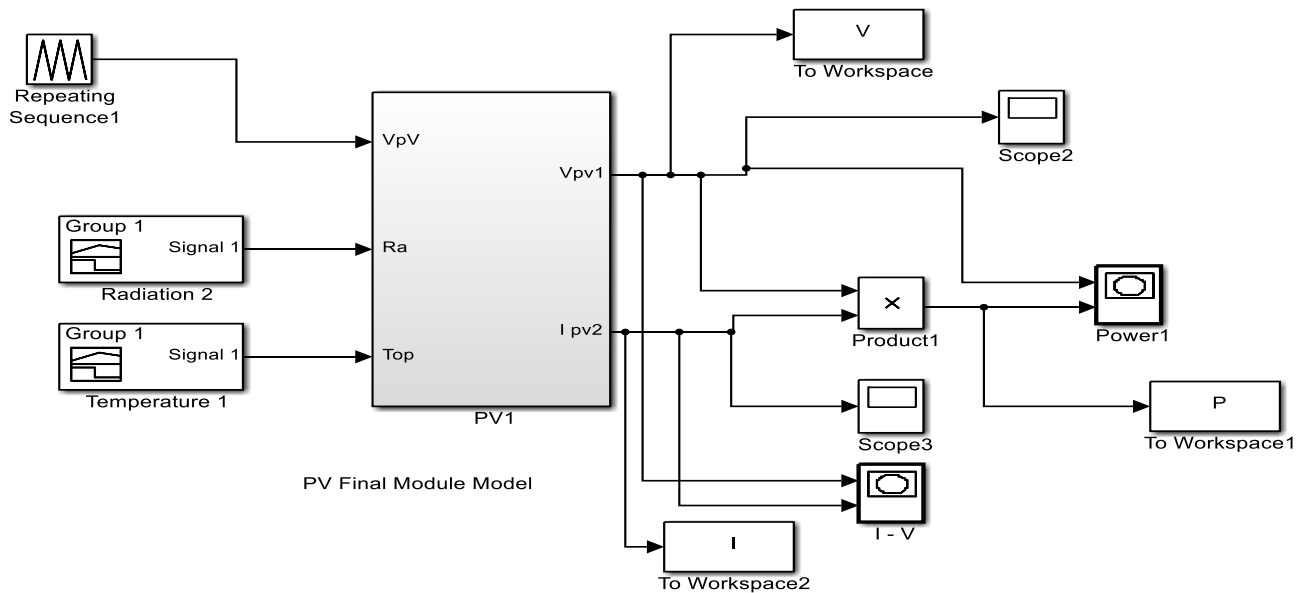 V
To Workspace
Repeating
Sequence1
VpV
Scope2
Vpv1
Group 1
Signal 1
Ra
Radiation 2
×
Product1
Power1
Group 1
Signal 1
I pv2
Top
Temperature 1
PV1
P
To Workspace1
Scope3
PV Final Module Model
I - V
I
To Workspace2